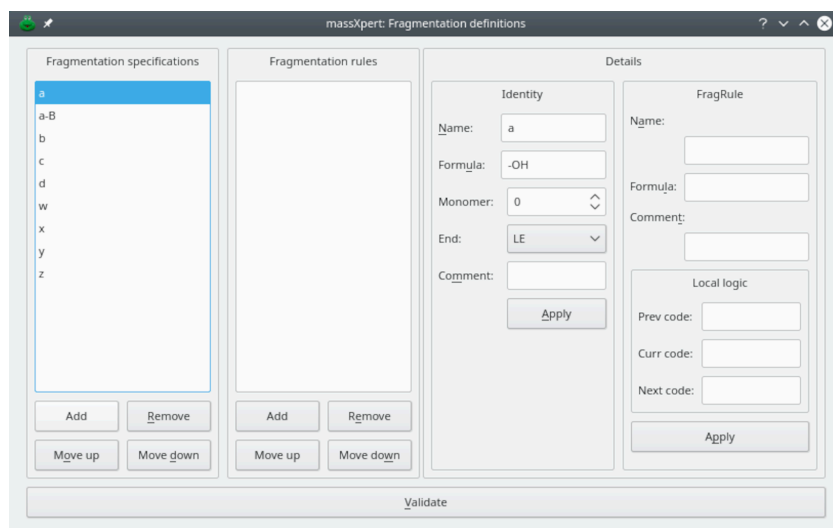 massXpert: Fragmentation definitions
Fragmentation specifications
a
a-B
b
c
d
w
x
y
z
Add
Remove
Move up
Move down
Fragmentation rules
Add
Remove
Move up
Move down
Details
Identity
Name: a
Formula: -OH
Monomer: 0
End: LE
Comment:
Apply
FragRule
Name:
Formula:
Comment:
Local logic
Prev code:
Curr code:
Next code:
Apply
Validate